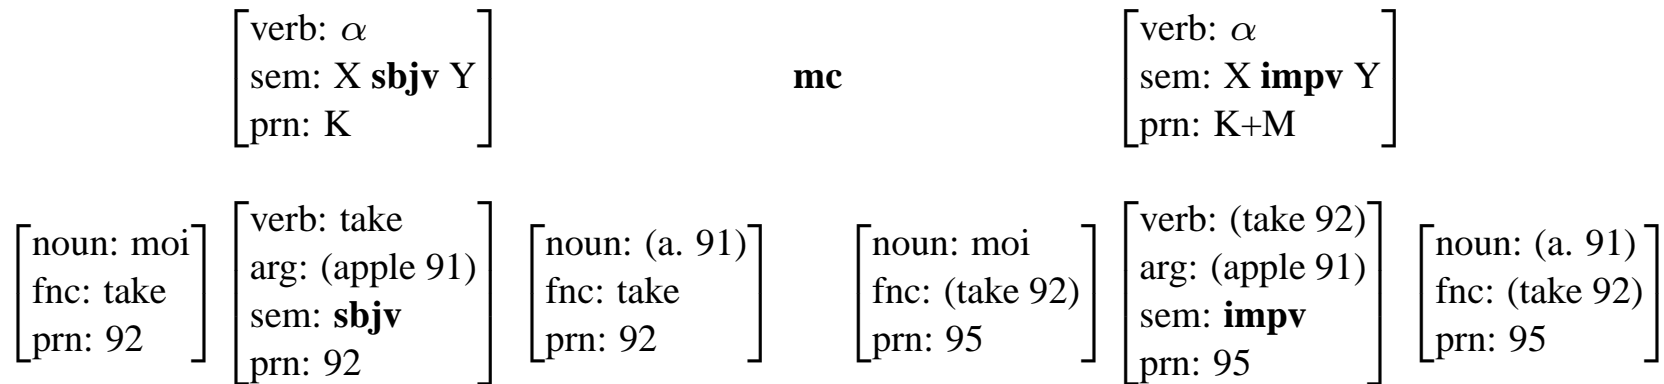 verb: α
sem: X sbjv Y
prn: K
mc
verb: α
sem: X impv Y
prn: K+M
noun: moi
fnc: take
prn: 92
verb: take
arg: (apple 91)
sem: sbjv
prn: 92
noun: (a. 91)
fnc: take
prn: 92
noun: moi
fnc: (take 92)
prn: 95
verb: (take 92)
arg: (apple 91)
sem: impv
prn: 95
noun: (a. 91)
fnc: (take 92)
prn: 95